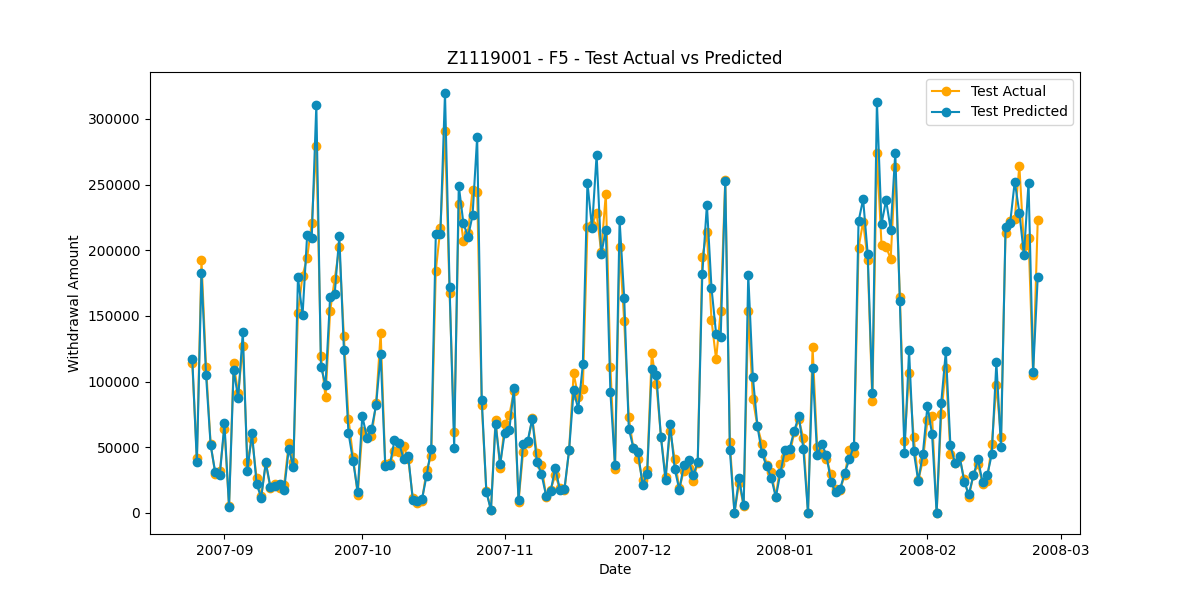 Z1119001 - F5 - Test Actual vs Predicted
Test Actual
Test Predicted
Withdrawal Amount
300000
250000
200000
150000
100000
50000
0
2007-09
2007-10
2007-11
2007-12
2008-01
2008-02
2008-03
Date